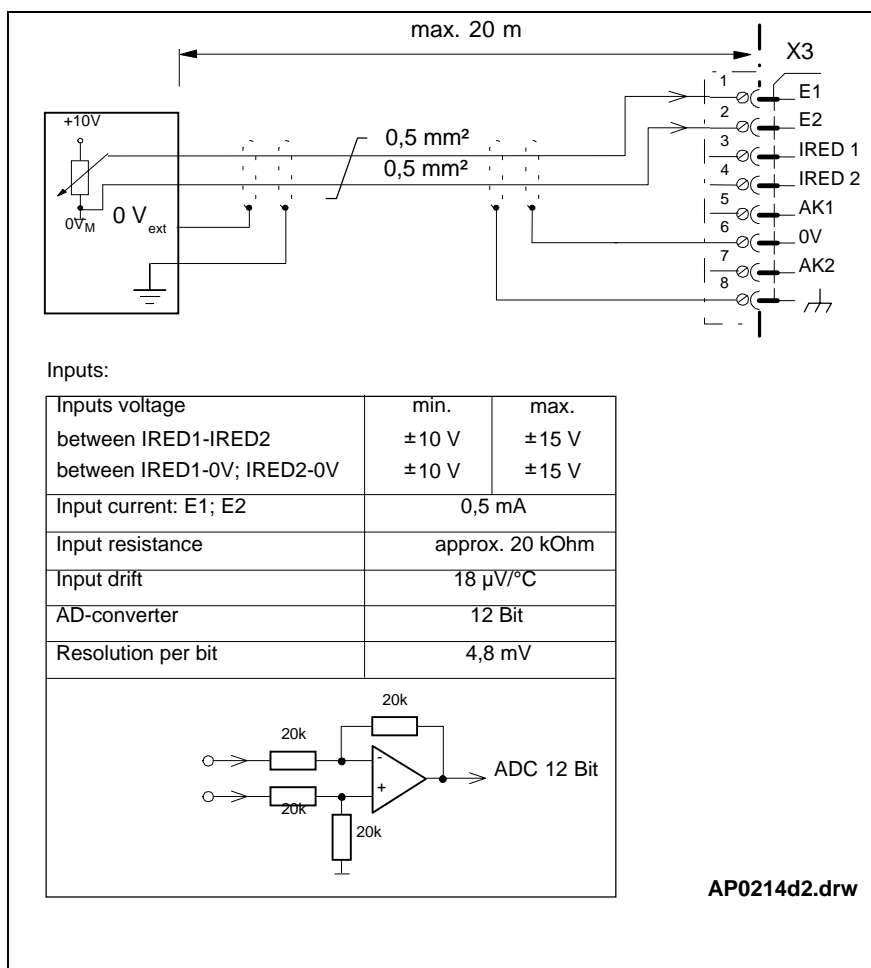 max. 20 m
X3
1 E1
2 E2
3 IRED 1
4 IRED 2
5 AK1
6 0V
7 AK2
8
+10V
0V_M
0 V_ext
0,5 mm²
0,5 mm²
Inputs:
Inputs voltage min. max.
between IRED1-IRED2 ±10 V ±15 V
between IRED1-0V; IRED2-0V ±10 V ±15 V
Input current: E1; E2 0,5 mA
Input resistance approx. 20 kOhm
Input drift 18 µV/°C
AD-converter 12 Bit
Resolution per bit 4,8 mV
20k
20k
-
+
ADC 12 Bit
20k
20k
AP0214d2.drw